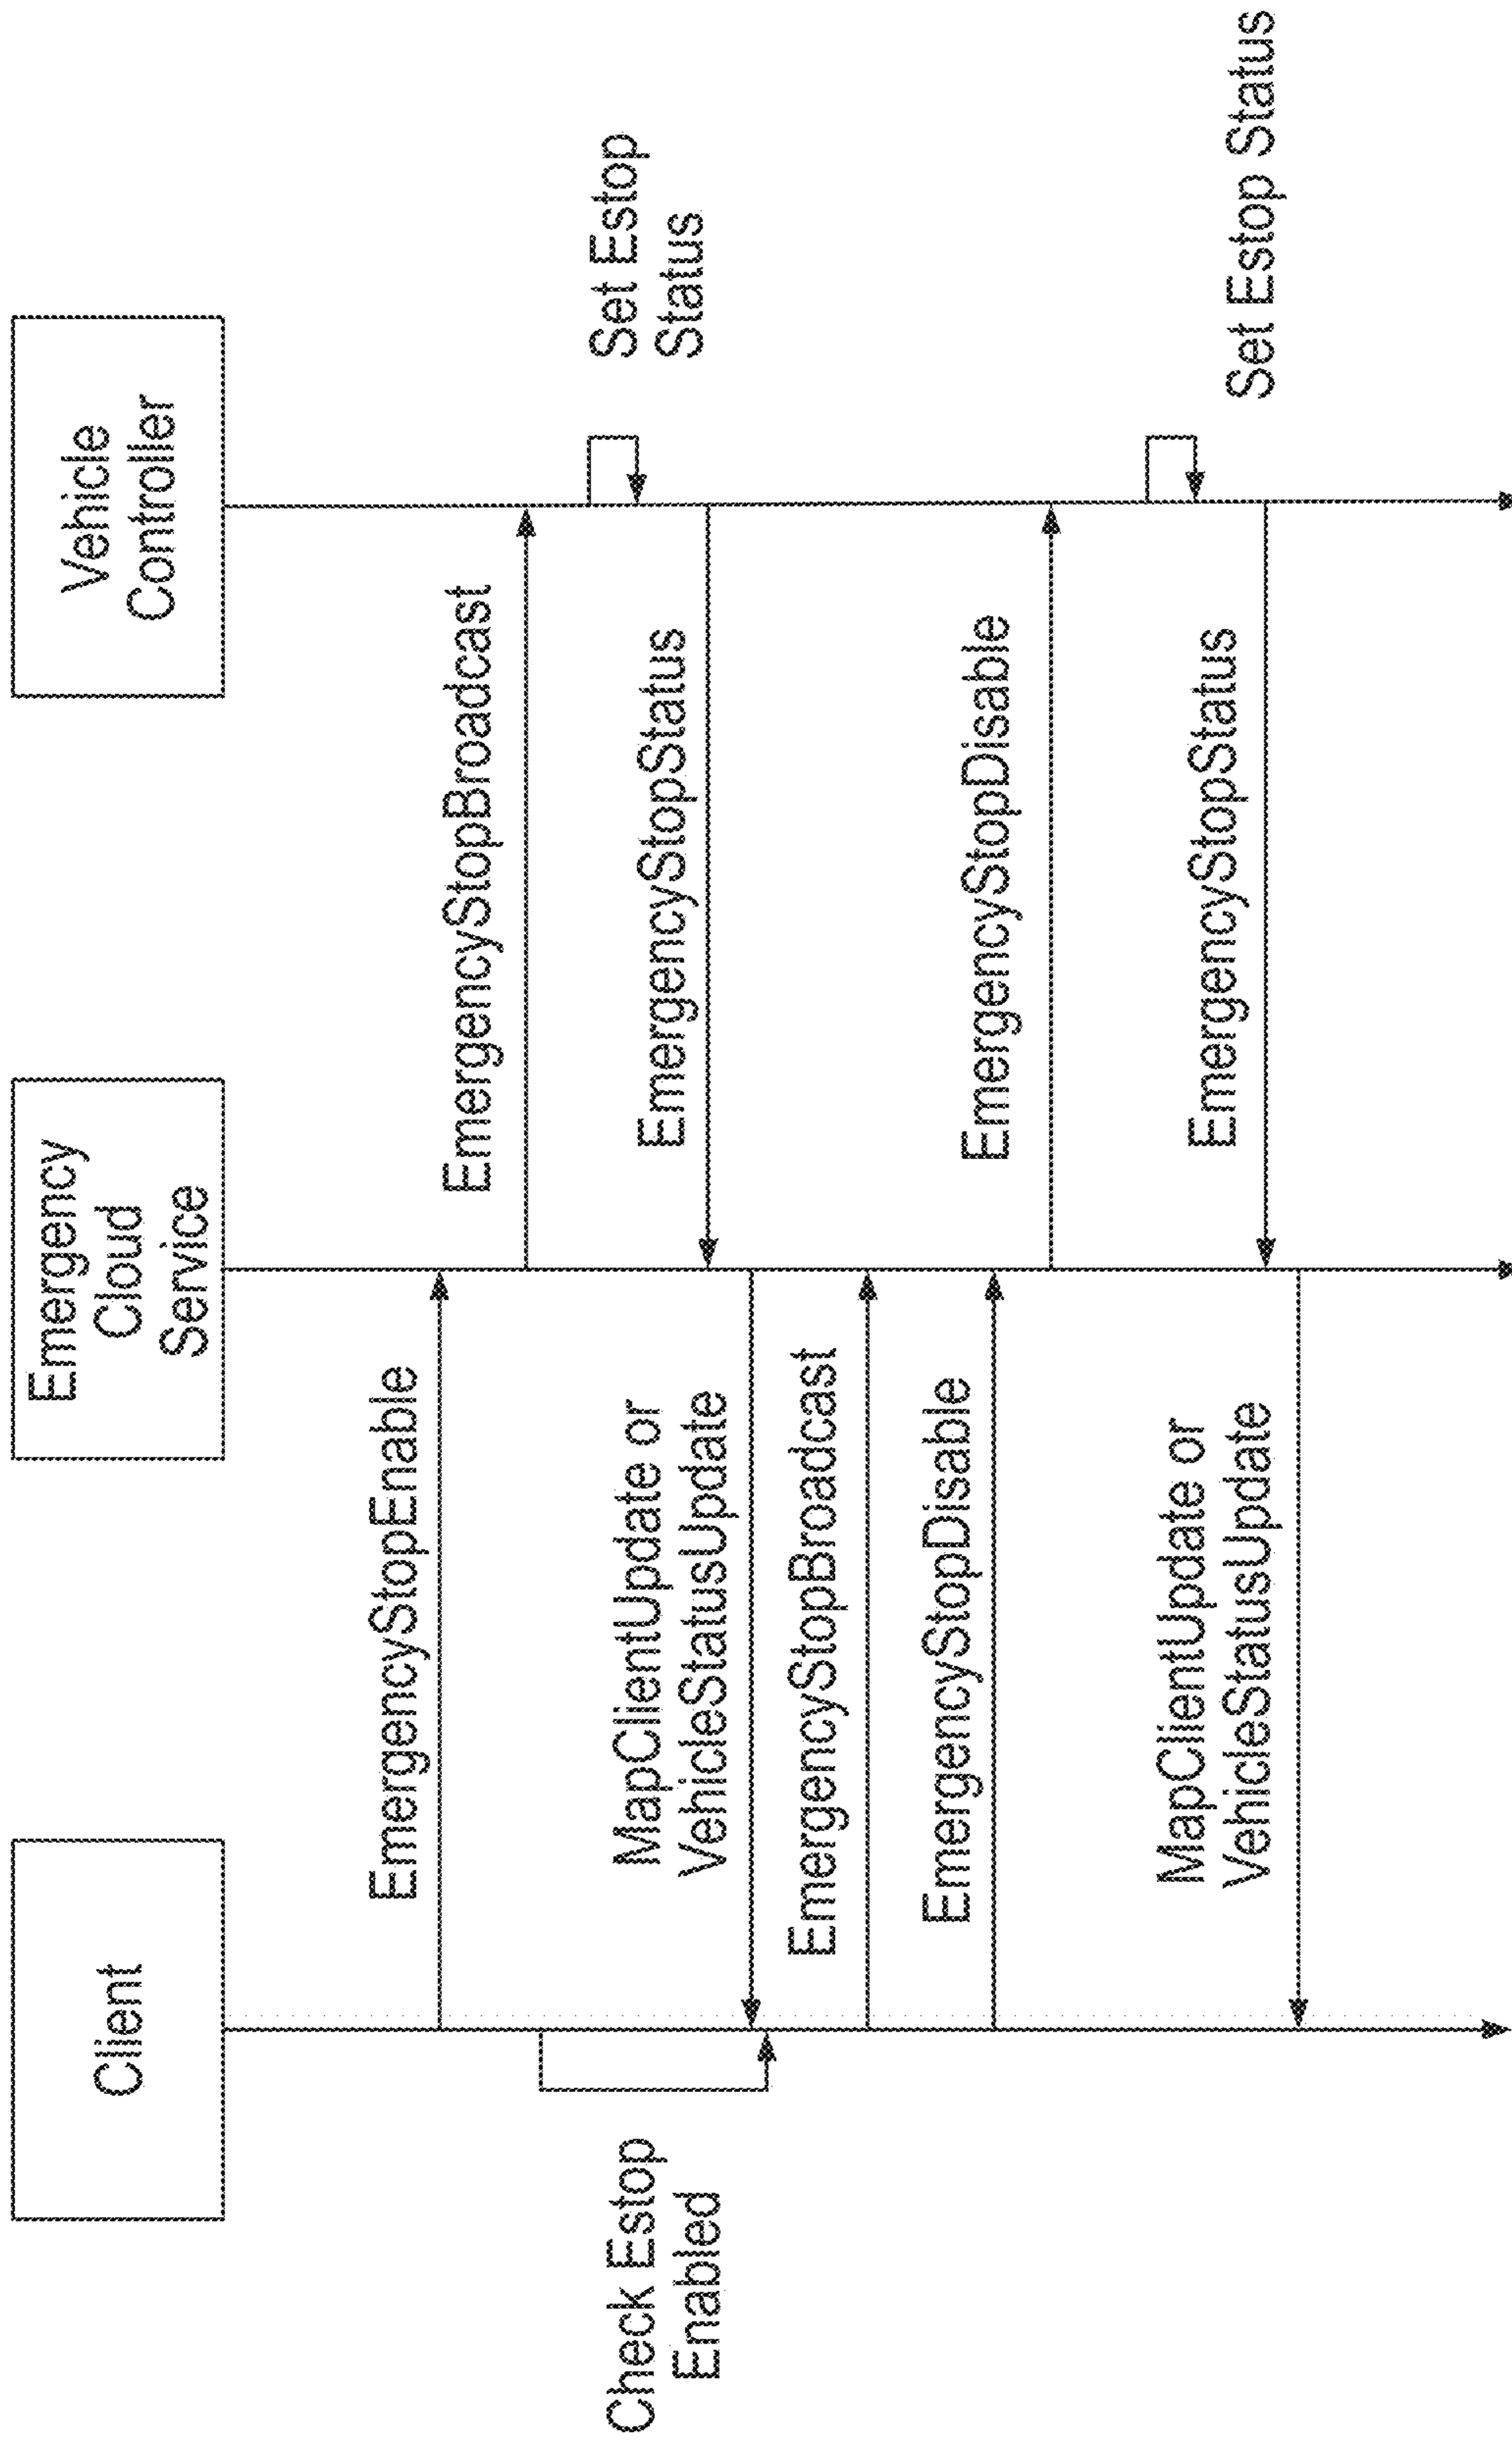 Client
Emergency
Cloud
Service
Vehicle
Controller
EmergencyStopEnable
EmergencyStopBroadcast
Check Estop
Enabled
Set Estop
Status
EmergencyStopStatus
MapClientUpdate or
VehicleStatusUpdate
EmergencyStopBroadcast
EmergencyStopDisable
EmergencyStopDisable
Set Estop Status
EmergencyStopStatus
MapClientUpdate or
VehicleStatusUpdate